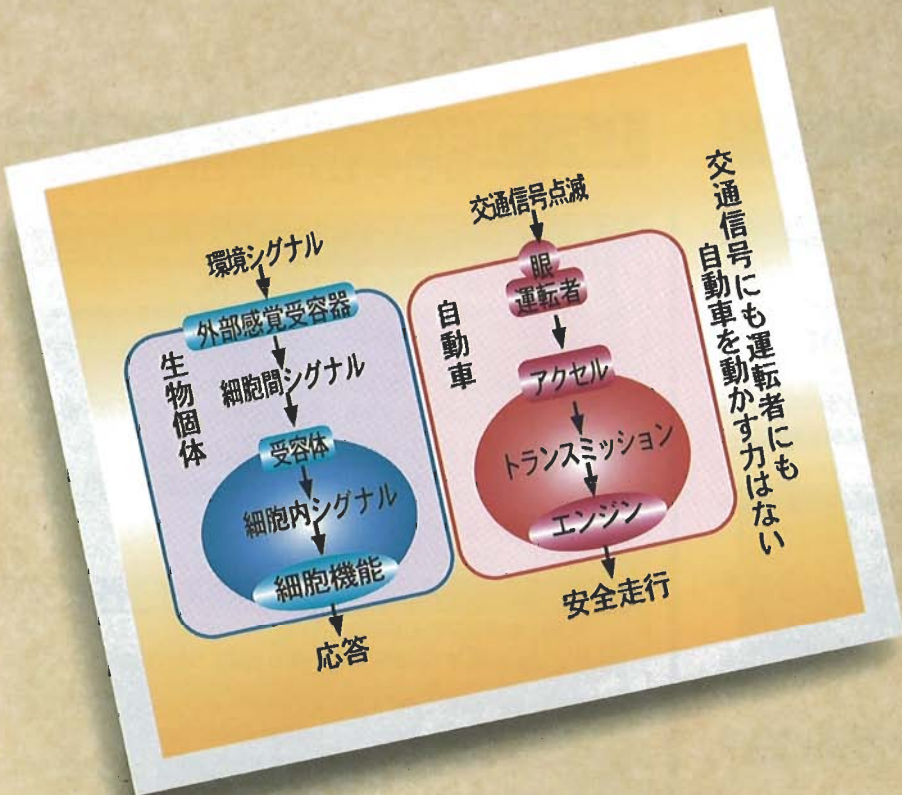 環境シグナル
外部感覚受容器
生物個体
細胞間シグナル
受容体
細胞内シグナル
細胞機能
応答
交通信号点滅
眼
運転者
自動車
アクセル
トランスミッション
エンジン
安全走行
交通信号にも運転者にも
自動車を動かす力はない